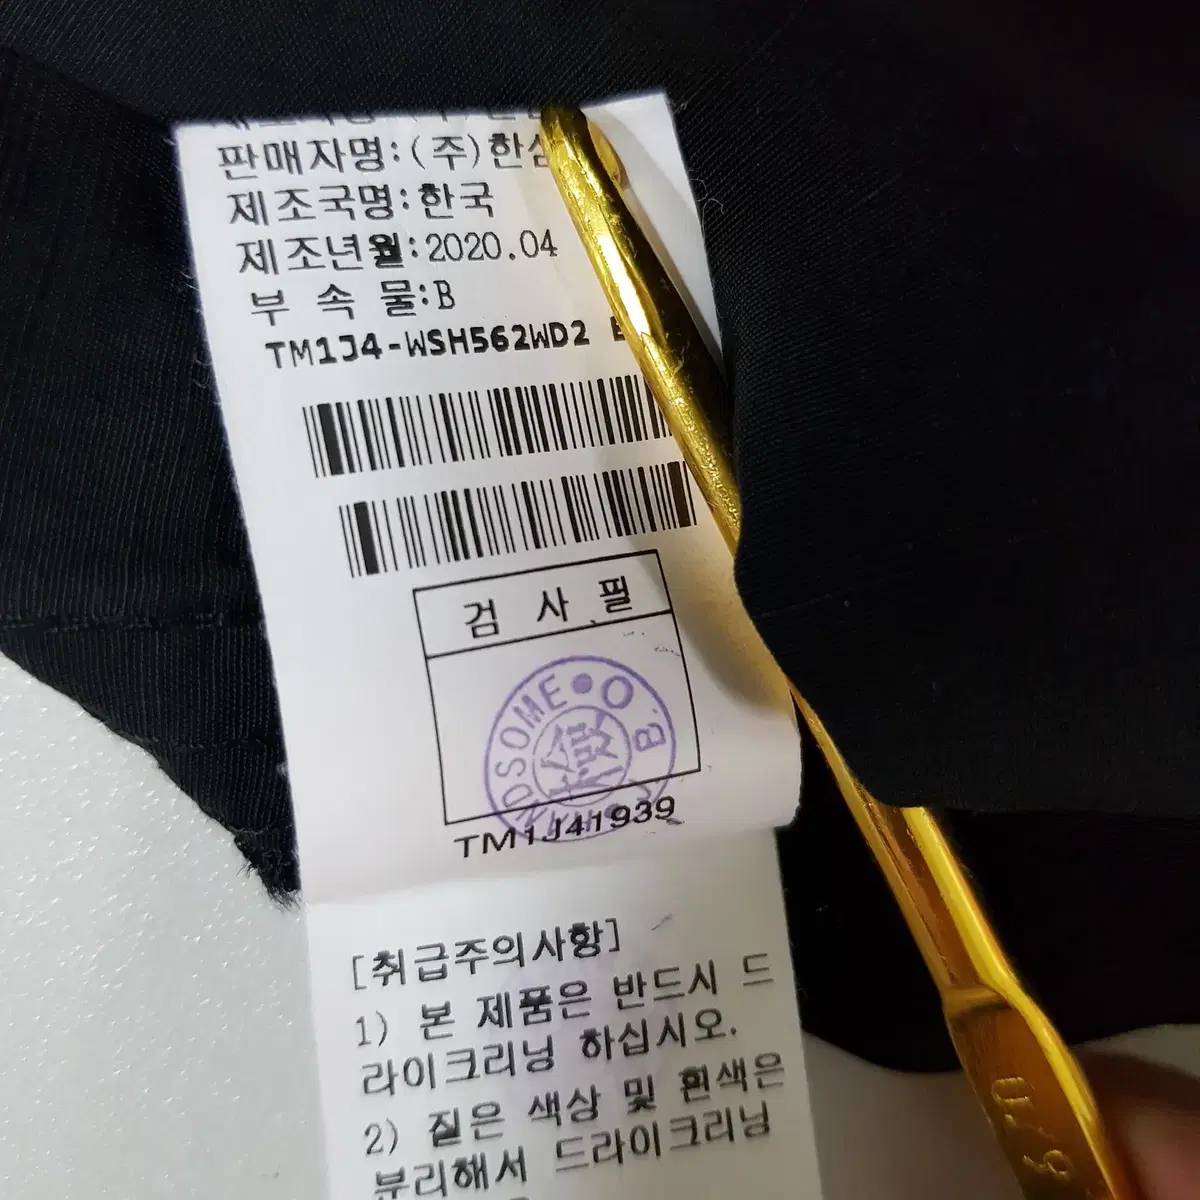 판매자명:(주)한섬
제조국명:한국
제조년월:2020.04
부 속 물:B
TM1J4-WSH562WD2
검 사 필
TM1J41939
[취급주의사항]
1) 본 제품은 반드시 드
라이크리닝 하십시오.
2) 짙은 색상 및 흰색은
분리해서 드라이크리닝